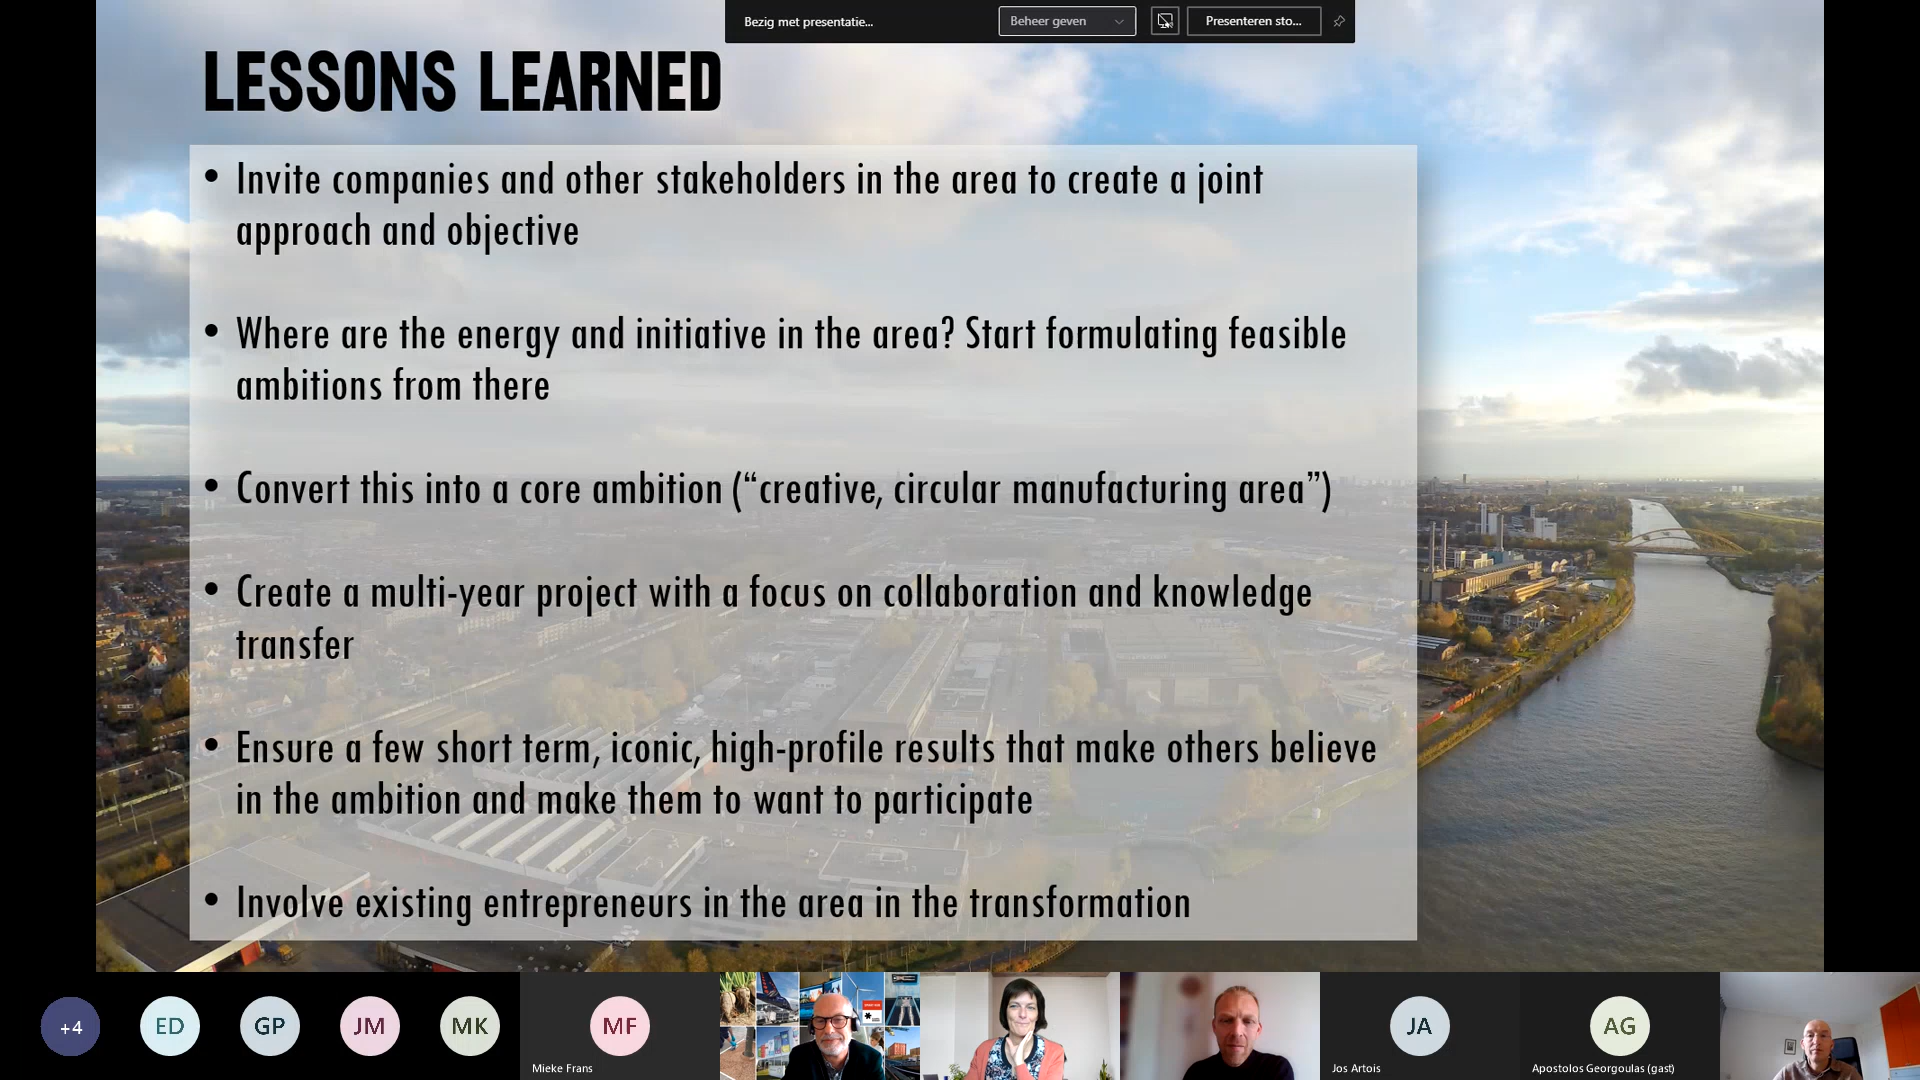 Bezig met presentatie...
Beheer geven
Presenteren sto...
LESSONS LEARNED
• Invite companies and other stakeholders in the area to create a joint
approach and objective
• Where are the energy and initiative in the area? Start formulating feasible
ambitions from there
• Convert this into a core ambition (“creative, circular manufacturing area”)
• Create a multi-year project with a focus on collaboration and knowledge
transfer
• Ensure a few short term, iconic, high-profile results that make others believe
in the ambition and make them to want to participate
• Involve existing entrepreneurs in the area in the transformation
+4
ED
GP
JM
MK
MF
Mieke Frans
JA
Jos Artois
AG
Apostolos Georgoulas (gast)